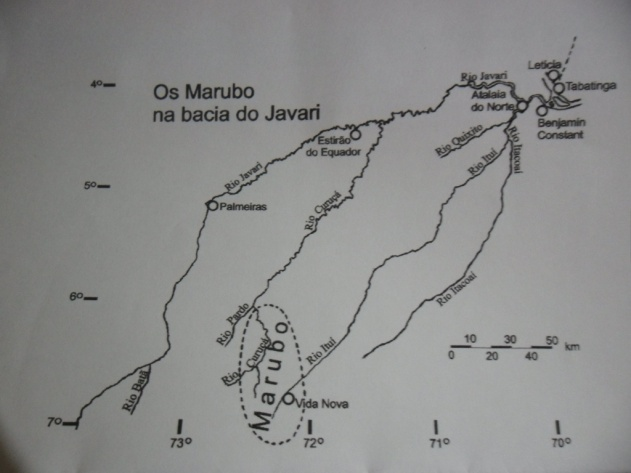 Os Marubo
na bacia do Javari
4º
5º
6º
7º
73º
72º
71º
70º
Leticia
Tabatinga
Rio Javari
Atalaia
do Norte
Benjamin
Constant
Estirão
do Equador
Rio Quixito
Rio Ituí
Rio Itacoaí
Rio Javari
Palmeiras
Rio Curuçá
Rio Itacoaí
Rio Pardo
Rio Curuçá
Rio Ituí
Marubo
Rio Batã
Vida Nova
10 30 50
0 20 40
km